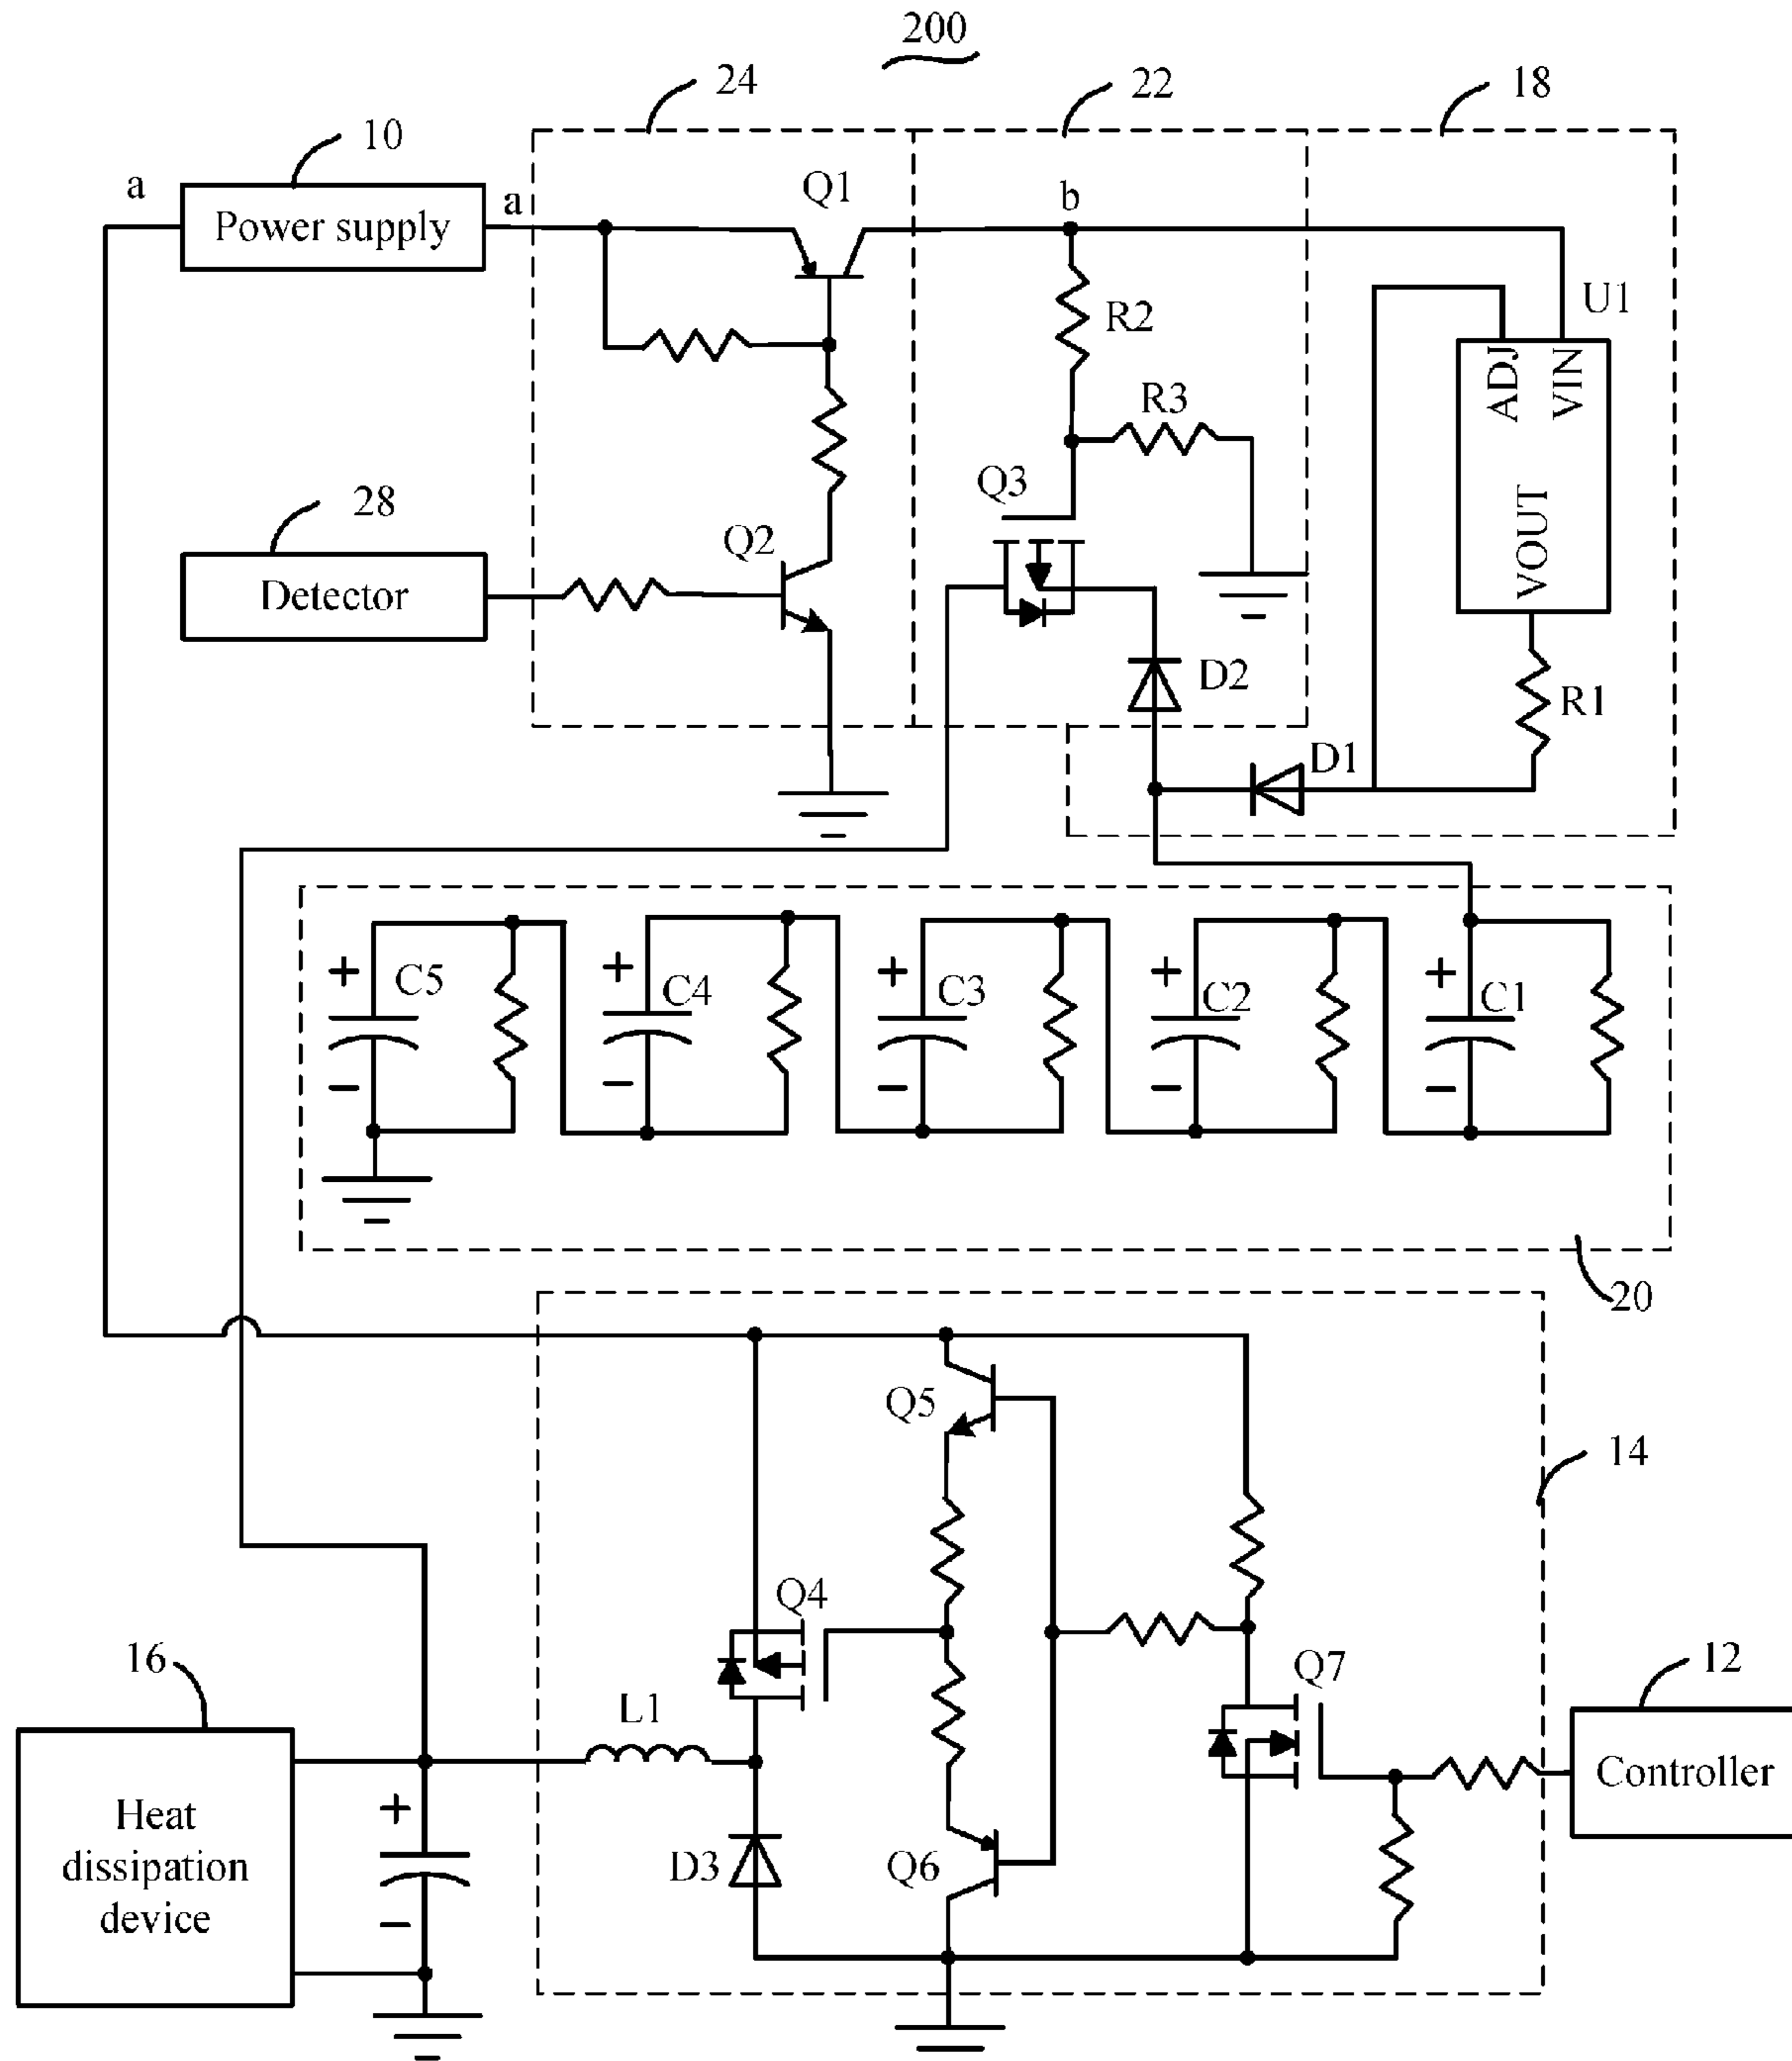 200
24
22
18
10
a
Power supply
a
Q1
b
R2
U1
ADJ
VIN
R3
Q3
28
Q2
VOUT
Detector
D2
R1
D1
+ C5
+ C4
+ C3
+ C2
+ C1
− − − − −
20
Q5
14
Q4
16
Q7
12
L1
+
Controller
Heat
dissipation
device
D3
Q6
−